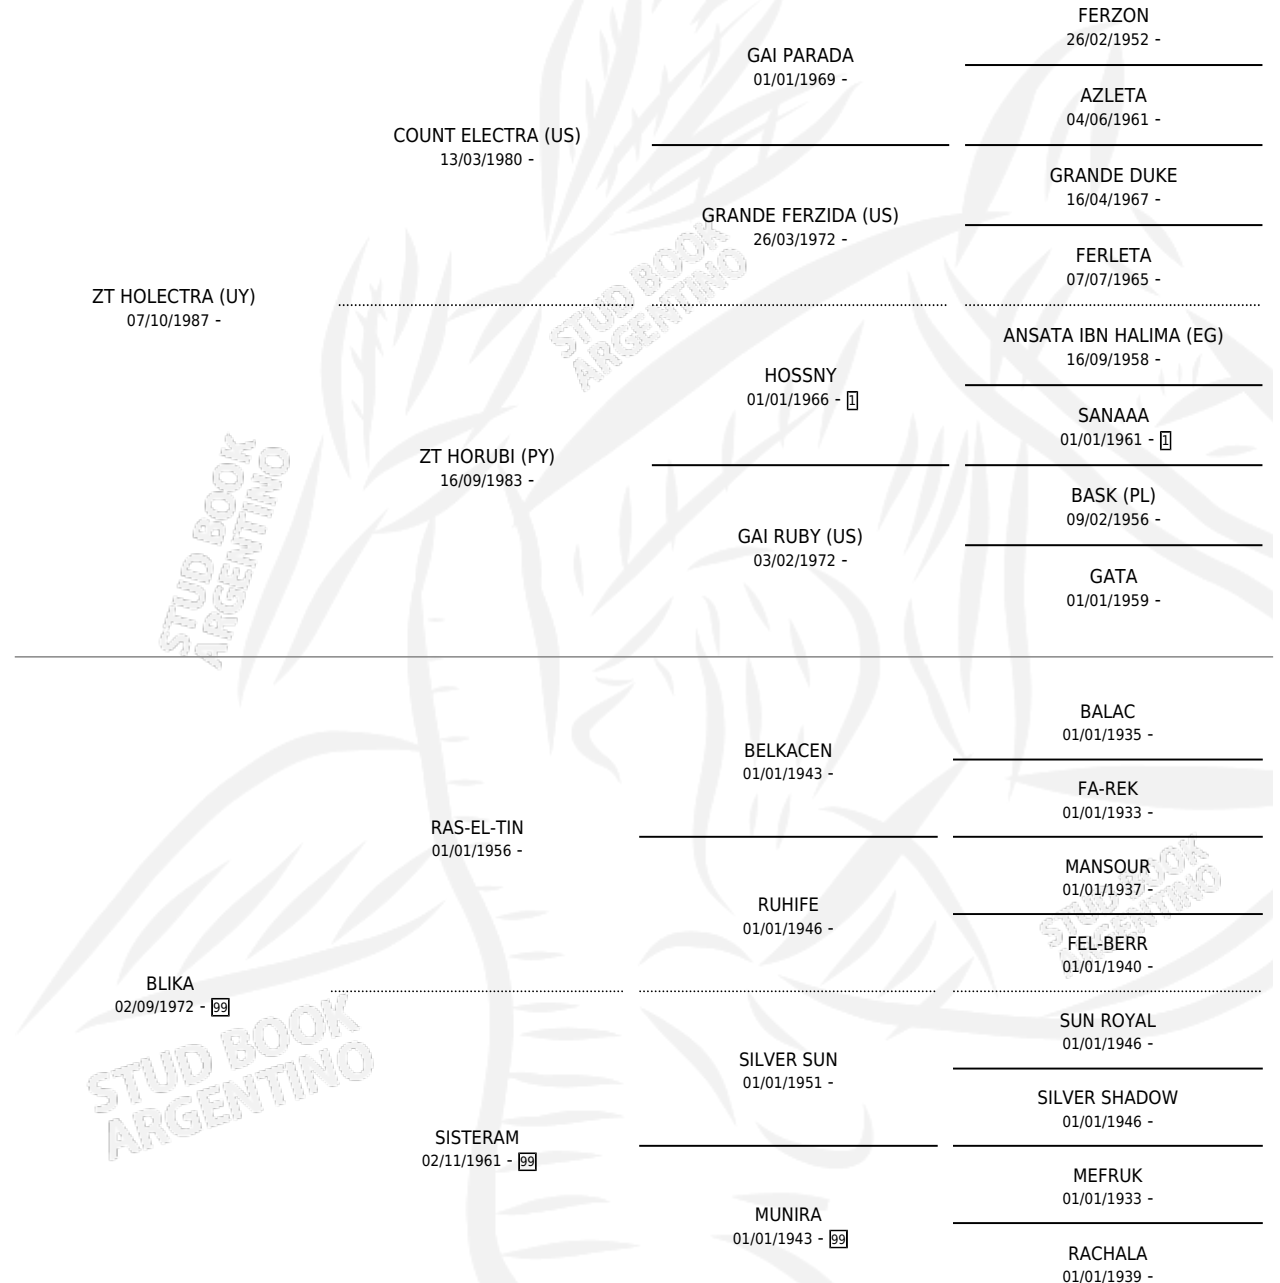 FERZON
26/02/1952 -
GAI PARADA
01/01/1969 -
AZLETA
04/06/1961 -
COUNT ELECTRA (US)
13/03/1980 -
GRANDE DUKE
16/04/1967 -
GRANDE FERZIDA (US)
26/03/1972 -
FERLETA
07/07/1965 -
ZT HOLECTRA (UY)
07/10/1987 -
ANSATA IBN HALIMA (EG)
16/09/1958 -
HOSSNY
01/01/1966 - 1
SANAAA
01/01/1961 - 1
ZT HORUBI (PY)
16/09/1983 -
BASK (PL)
09/02/1956 -
GAI RUBY (US)
03/02/1972 -
GATA
01/01/1959 -
BALAC
01/01/1935 -
BELKACEN
01/01/1943 -
FA-REK
01/01/1933 -
RAS-EL-TIN
01/01/1956 -
MANSOUR
01/01/1937 -
RUHIFE
01/01/1946 -
FEL-BERR
01/01/1940 -
BLIKA
02/09/1972 - 99
SUN ROYAL
01/01/1946 -
SILVER SUN
01/01/1951 -
SILVER SHADOW
01/01/1946 -
SISTERAM
02/11/1961 - 99
MEFRUK
01/01/1933 -
MUNIRA
01/01/1943 - 99
RACHALA
01/01/1939 -
STUD BOOK
ARGENTINO
STUD BOOK
ARGENTINO
STUD BOOK
ARGENTINO
STUD BOOK
ARGENTINO